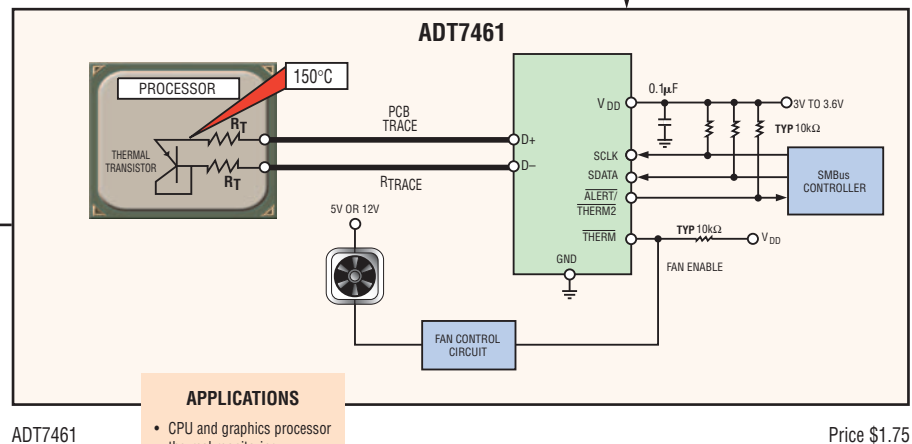 ADT7461
PROCESSOR
150°C
RT
THERMAL
TRANSISTOR
RT
PCB
TRACE
RTRACE
D+
D–
VDD
0.1µF
3V TO 3.6V
TYP 10kΩ
SCLK
SDATA
ALERT/
THERM2
THERM
GND
SMBus
CONTROLLER
TYP 10kΩ
VDD
FAN ENABLE
5V OR 12V
FAN CONTROL
CIRCUIT
APPLICATIONS
• CPU and graphics processor
ADT7461
Price $1.75